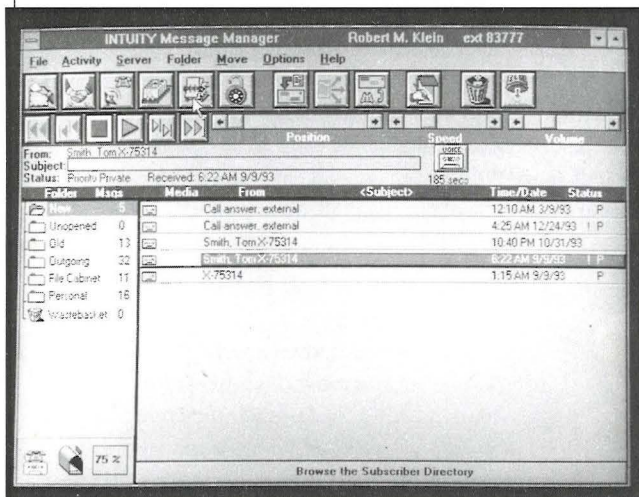 INTUITY Message Manager Robert M. Klein ext 83777
File Activity Server Folder Move Options Help
Position Speed Volume
From: Smith, Tom X-75314
Subject:
Status: Priority Private Received: 6:22 AM 9/9/93
VOICE
185 secs
Folder Msgs Media From <Subject> Time/Date Status
New 5 Call answer, external 12:10 AM 3/9/93 P
Unopened 0 Call answer, external 4:25 AM 12/24/93 ! P
Old 13 Smith, Tom X-75314 10:40 PM 10/31/93
Outgoing 32 Smith, Tom X-75314 6:22 AM 9/9/93 ! P
File Cabinet 11 X-75314 1:15 AM 9/9/93 P
Personal 16
Wastebasket 0
75 %
Browse the Subscriber Directory